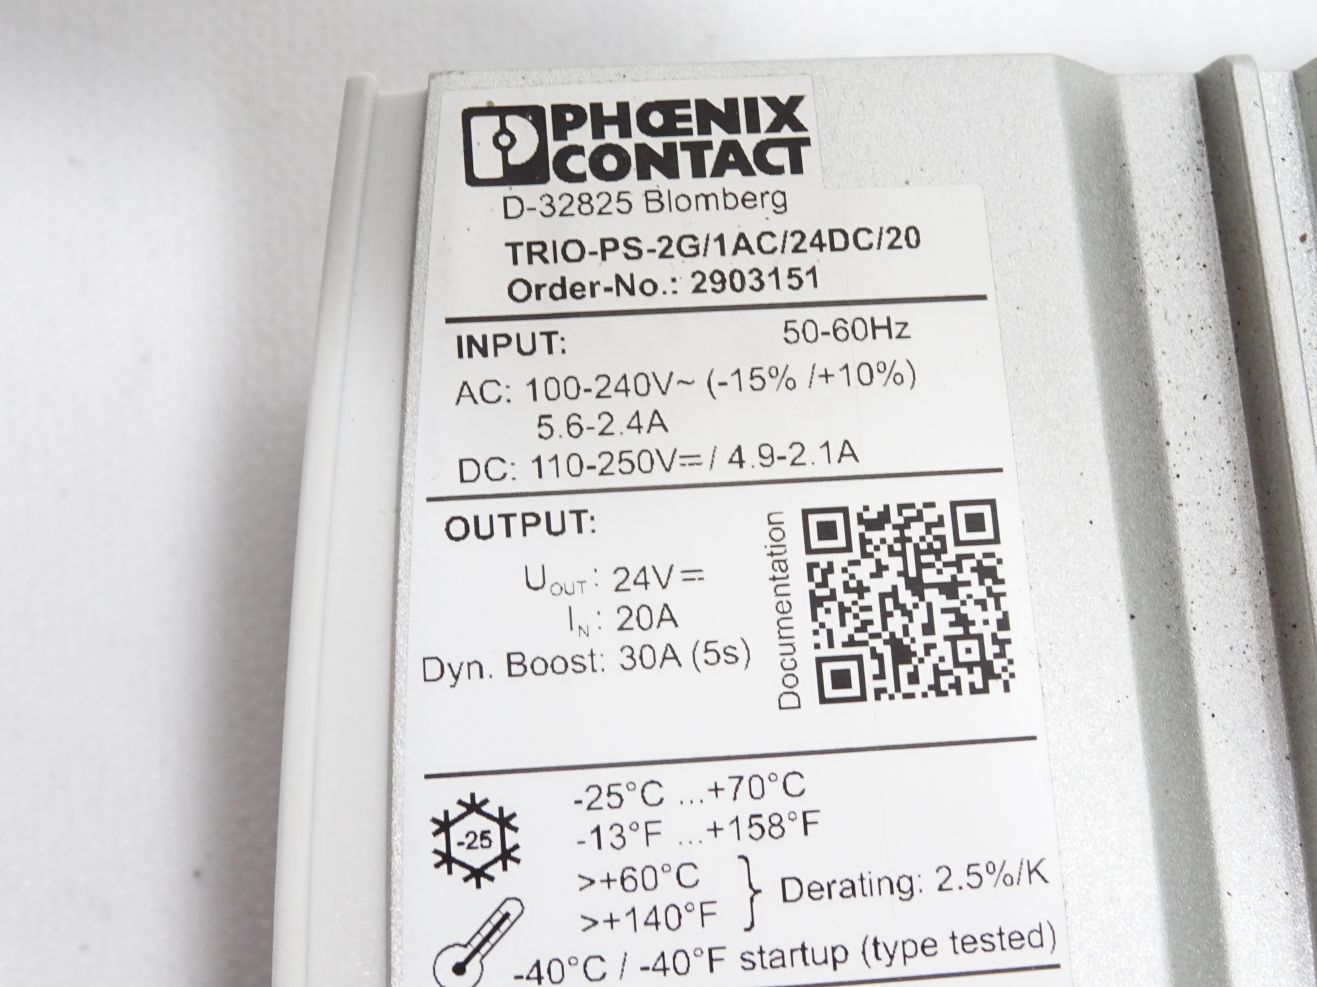 PHŒNIX
CONTACT
D-32825 Blomberg
TRIO-PS-2G/1AC/24DC/20
Order-No.: 2903151
INPUT: 50-60Hz
AC: 100-240V~ (-15% /+10%)
5.6-2.4A
DC: 110-250V⎓/ 4.9-2.1A
OUTPUT:
UOUT: 24V⎓
IN: 20A
Dyn. Boost: 30A (5s)
Documentation
-25°C ...+70°C
-13°F ...+158°F
-25
>+60°C
>+140°F } Derating: 2.5%/K
-40°C / -40°F startup (type tested)